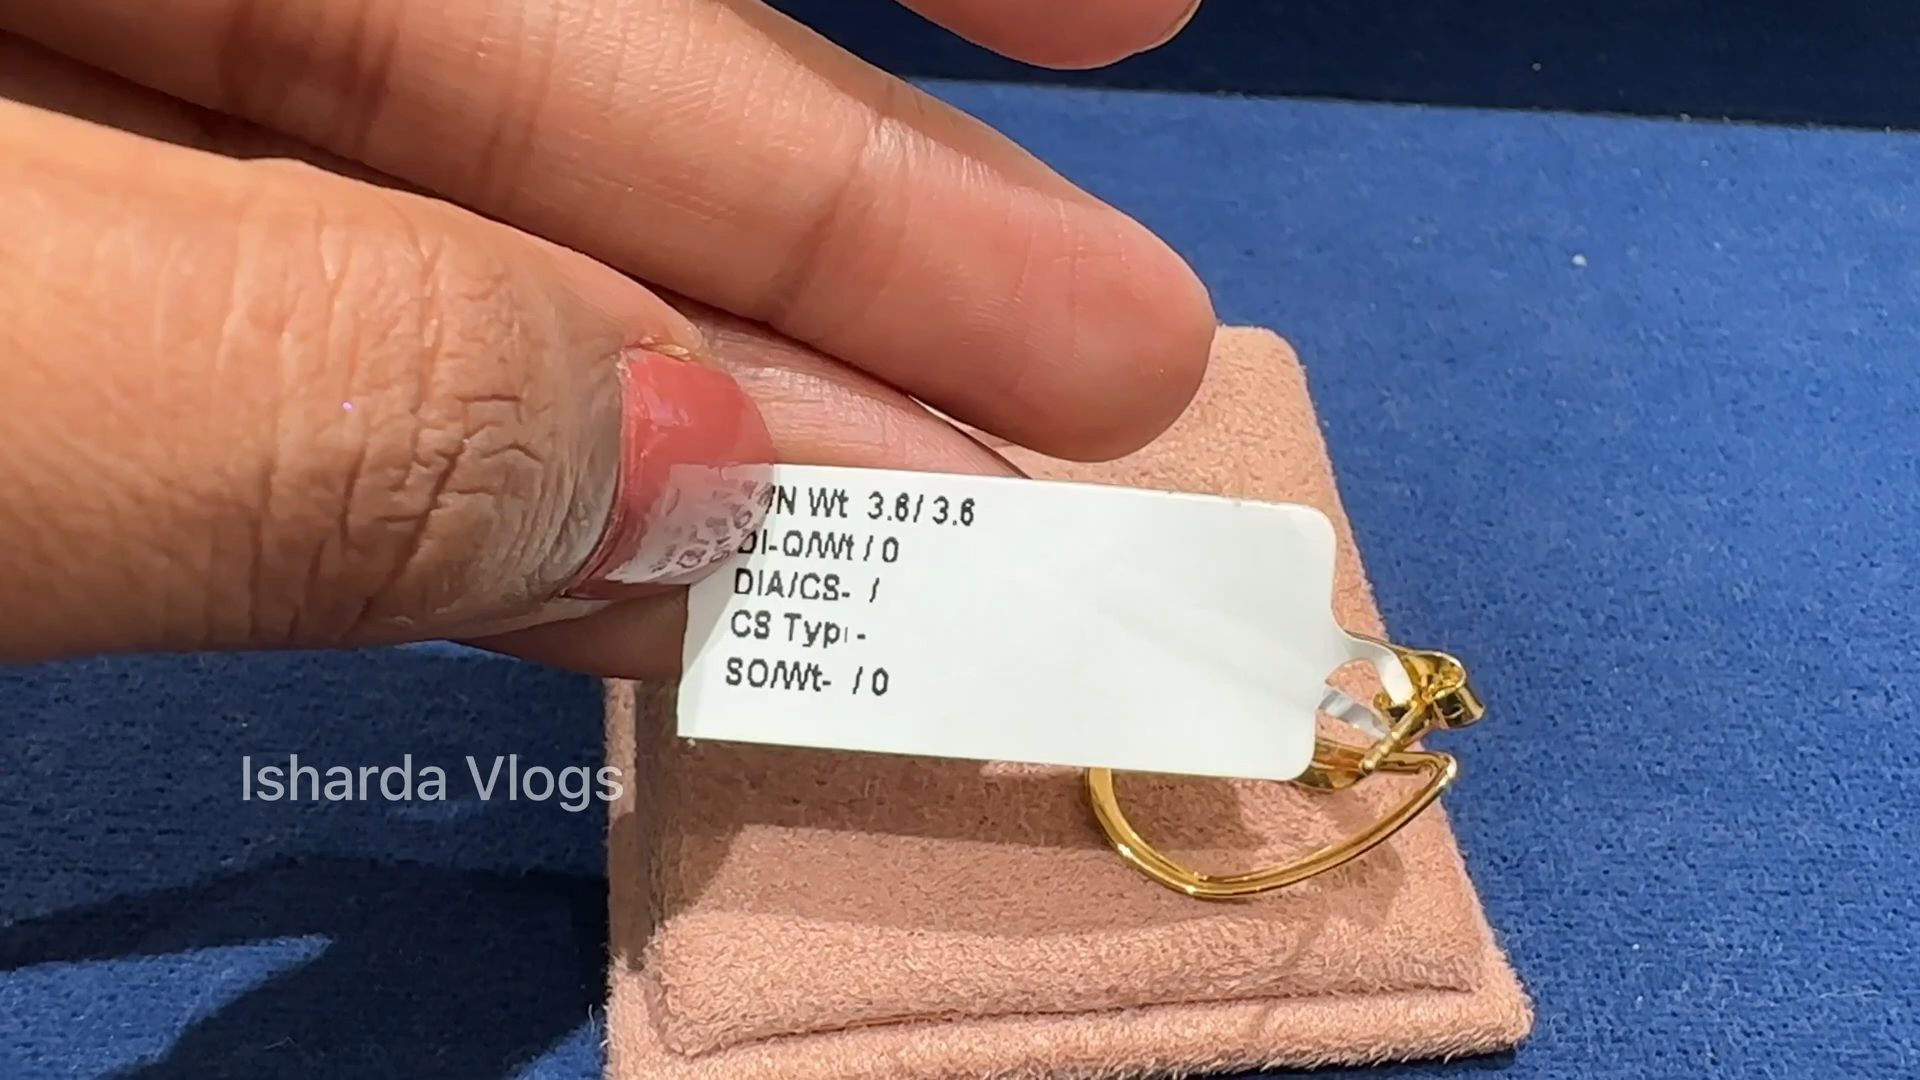 N Wt 3.6/ 3.6
DI-Q/Wt / 0
DIA/CS- /
CS Typ -
SO/Wt- / 0
Isharda Vlogs